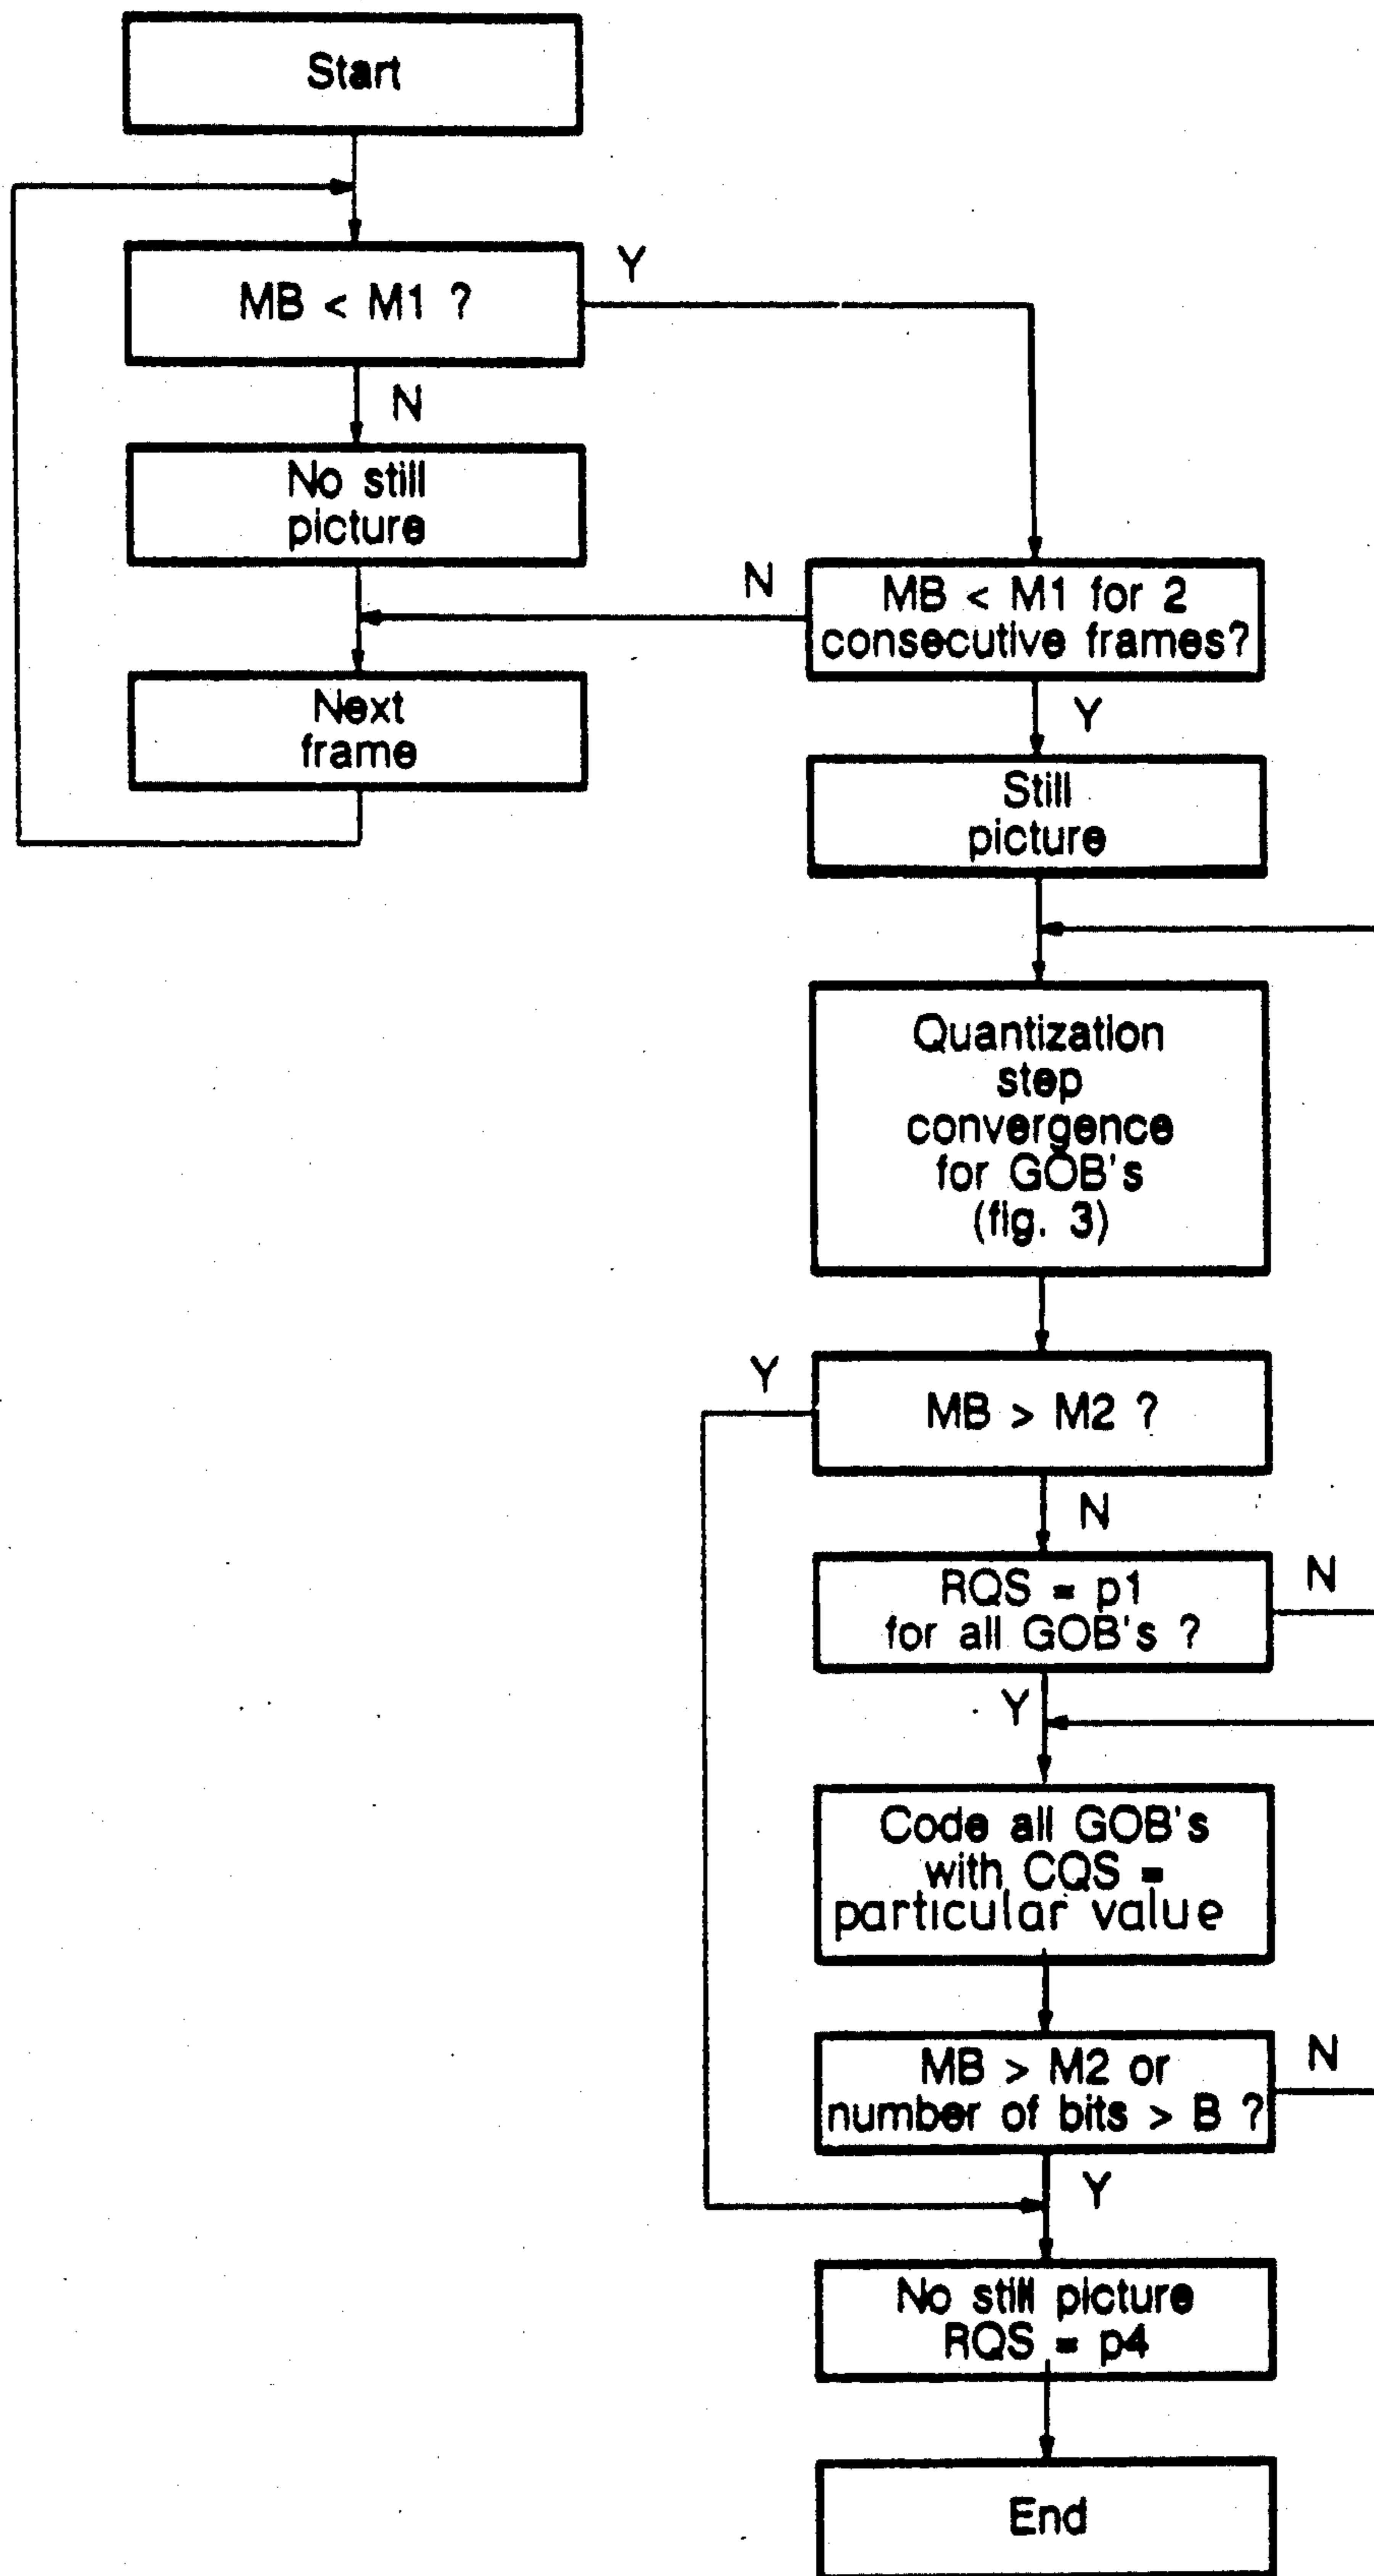 Start
MB < M1 ?
Y
N
No still
picture
N
MB < M1 for 2
consecutive frames?
Next
frame
Y
Still
picture
Quantization
step
convergence
for GOB's
(fig. 3)
Y
MB > M2 ?
N
RQS = p1
for all GOB's ?
N
Y
Code all GOB's
with CQS =
particular value
MB > M2 or
number of bits > B ?
N
Y
No still picture
RQS = p4
End